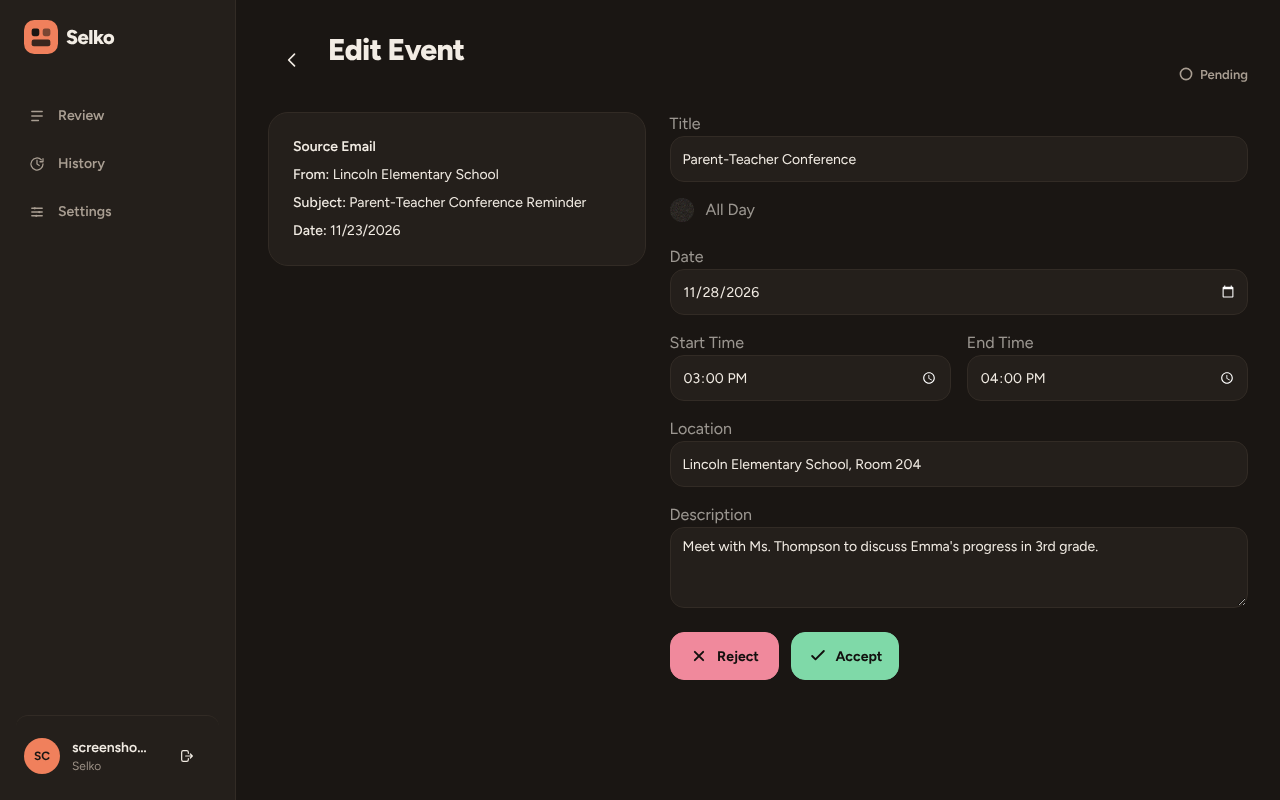 Selko
Review
History
Settings
screensho...
Selko
SC
Edit Event
Pending
Source Email
From: Lincoln Elementary School
Subject: Parent-Teacher Conference Reminder
Date: 11/23/2026
Title
Parent-Teacher Conference
All Day
Date
11/28/2026
Start Time
End Time
03:00 PM
04:00 PM
Location
Lincoln Elementary School, Room 204
Description
Meet with Ms. Thompson to discuss Emma's progress in 3rd grade.
Reject
Accept